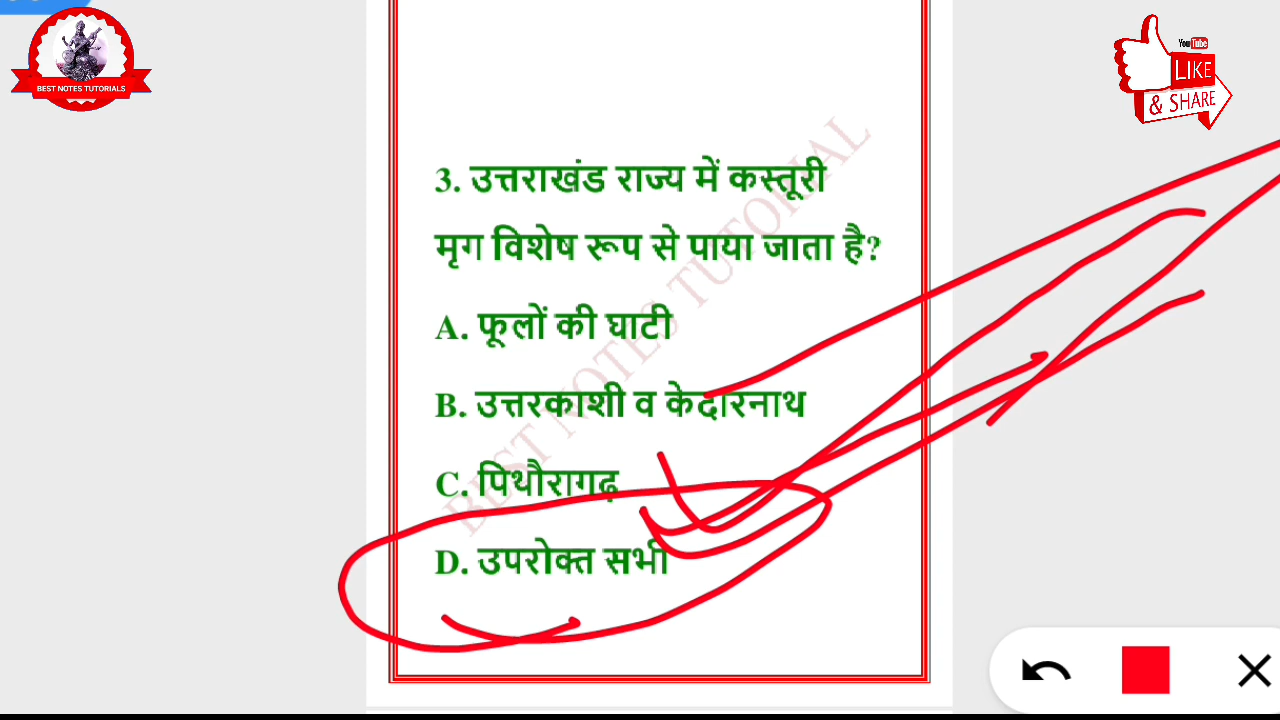 BEST NOTES TUTORIALS
YouTube
LIKE
& SHARE
3. उत्तराखंड राज्य में कस्तूरी
मृग विशेष रूप से पाया जाता है?
A. फूलों की घाटी
B. उत्तरकाशी व केदारनाथ
C. पिथौरागढ़
D. उपरोक्त सभी
BEST NOTES TUTORIAL